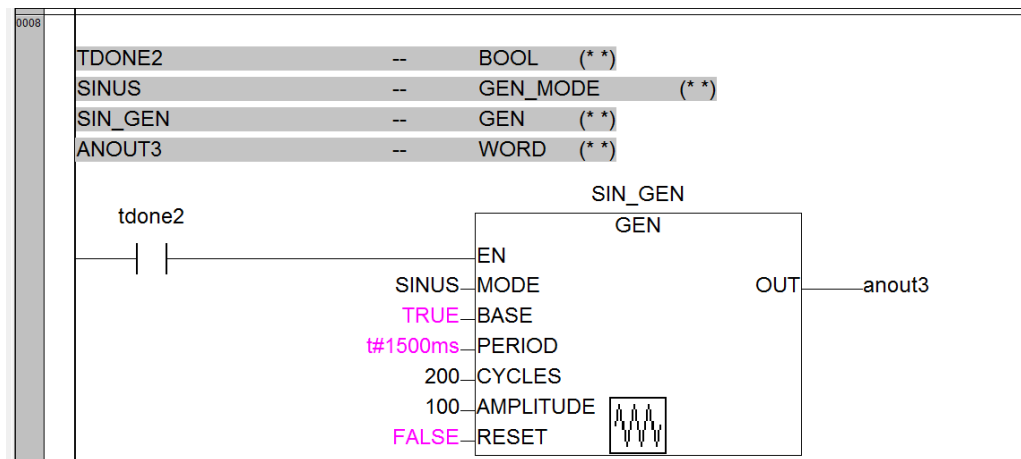 0008
TDONE2 -- BOOL (* *)
SINUS -- GEN_MODE (* *)
SIN_GEN -- GEN (* *)
ANOUT3 -- WORD (* *)
SIN_GEN
tdone2
GEN
EN
SINUS MODE OUT anout3
TRUE BASE
t#1500ms PERIOD
200 CYCLES
100 AMPLITUDE
FALSE RESET